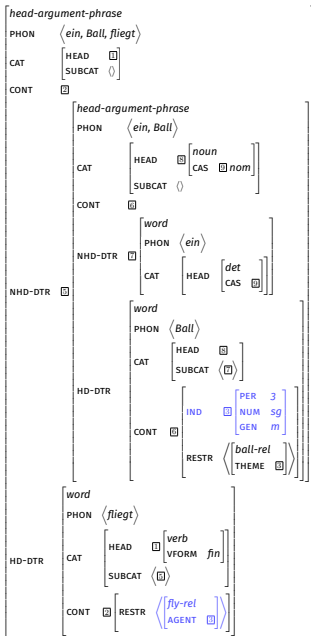 head-argument-phrase
PHON ⟨ein, Ball, fliegt⟩
CAT [HEAD 1
SUBCAT ⟨⟩]
CONT 2
head-argument-phrase
PHON ⟨ein, Ball⟩
CAT [HEAD 8 [noun
CAS 9 nom]
SUBCAT ⟨⟩]
CONT 6
word
PHON ⟨ein⟩
NHD-DTR 7
CAT [HEAD [det
CAS 9]]
NHD-DTR 5
word
PHON ⟨Ball⟩
CAT [HEAD 8
SUBCAT ⟨7⟩]
HD-DTR
IND 3 [PER 3
NUM sg
GEN m]
CONT 6
RESTR ⟨[ball-rel
THEME 3]⟩
word
PHON ⟨fliegt⟩
HD-DTR
CAT [HEAD 1 [verb
VFORM fin]
SUBCAT ⟨5⟩]
CONT 2 [RESTR ⟨[fly-rel
AGENT 3]⟩]